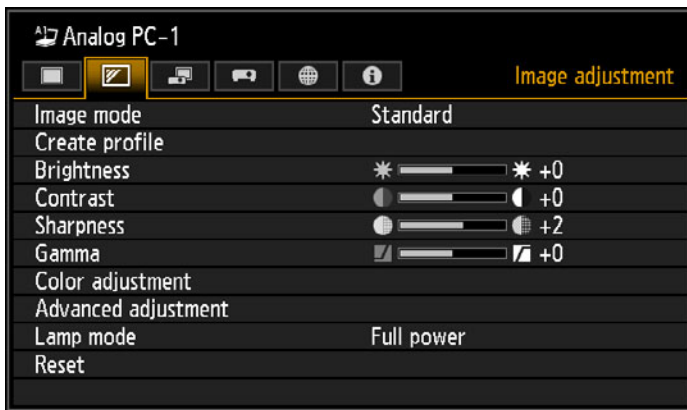 Analog PC-1
Image adjustment
Image mode Standard
Create profile
Brightness +0
Contrast +0
Sharpness +2
Gamma +0
Color adjustment
Advanced adjustment
Lamp mode Full power
Reset